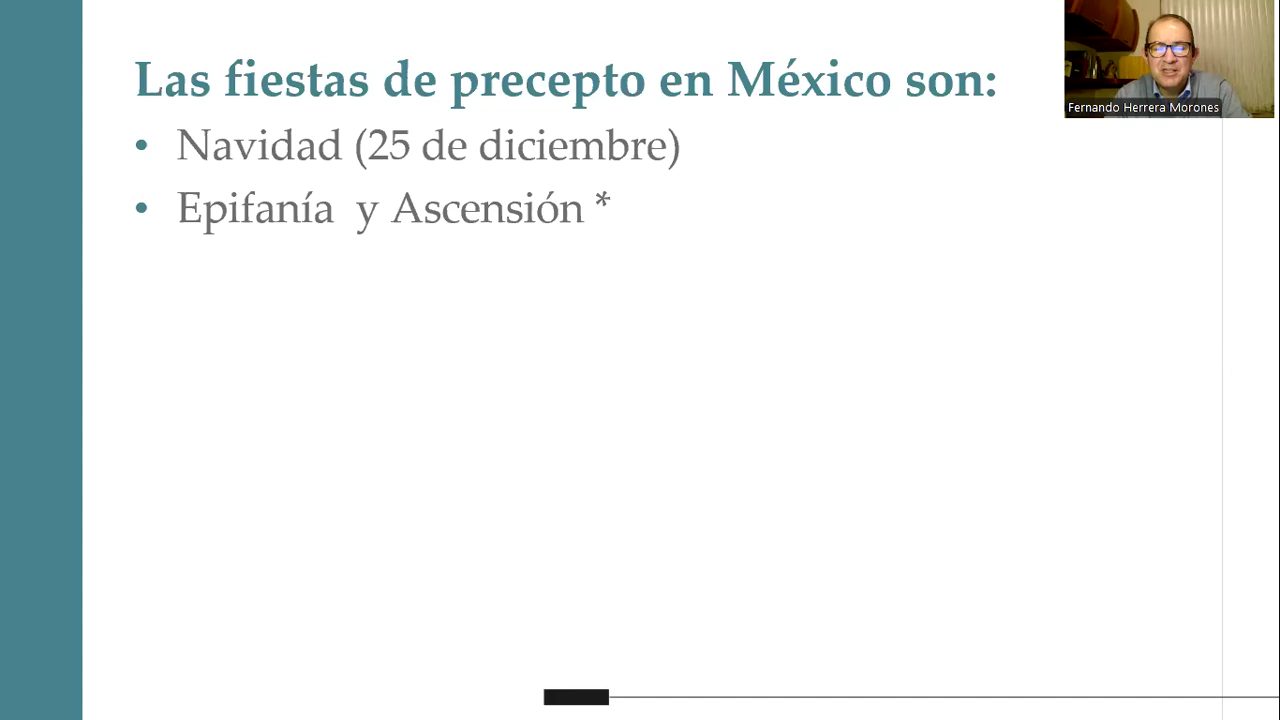 Las fiestas de precepto en México son:
• Navidad (25 de diciembre)
• Epifanía y Ascensión *
Fernando Herrera Morones